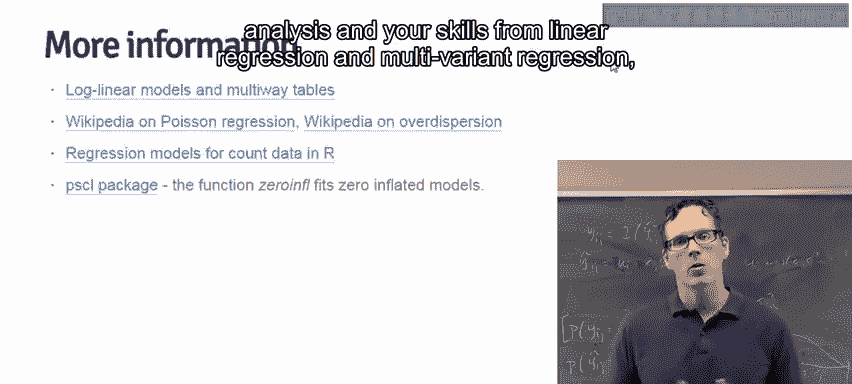 analysis and your skills from linear
regression and multi-variant regression,
More information
· Log-linear models and multiway tables
· Wikipedia on Poisson regression, Wikipedia on overdispersion
· Regression models for count data in R
· pscl package - the function zeroinfl fits zero inflated models.